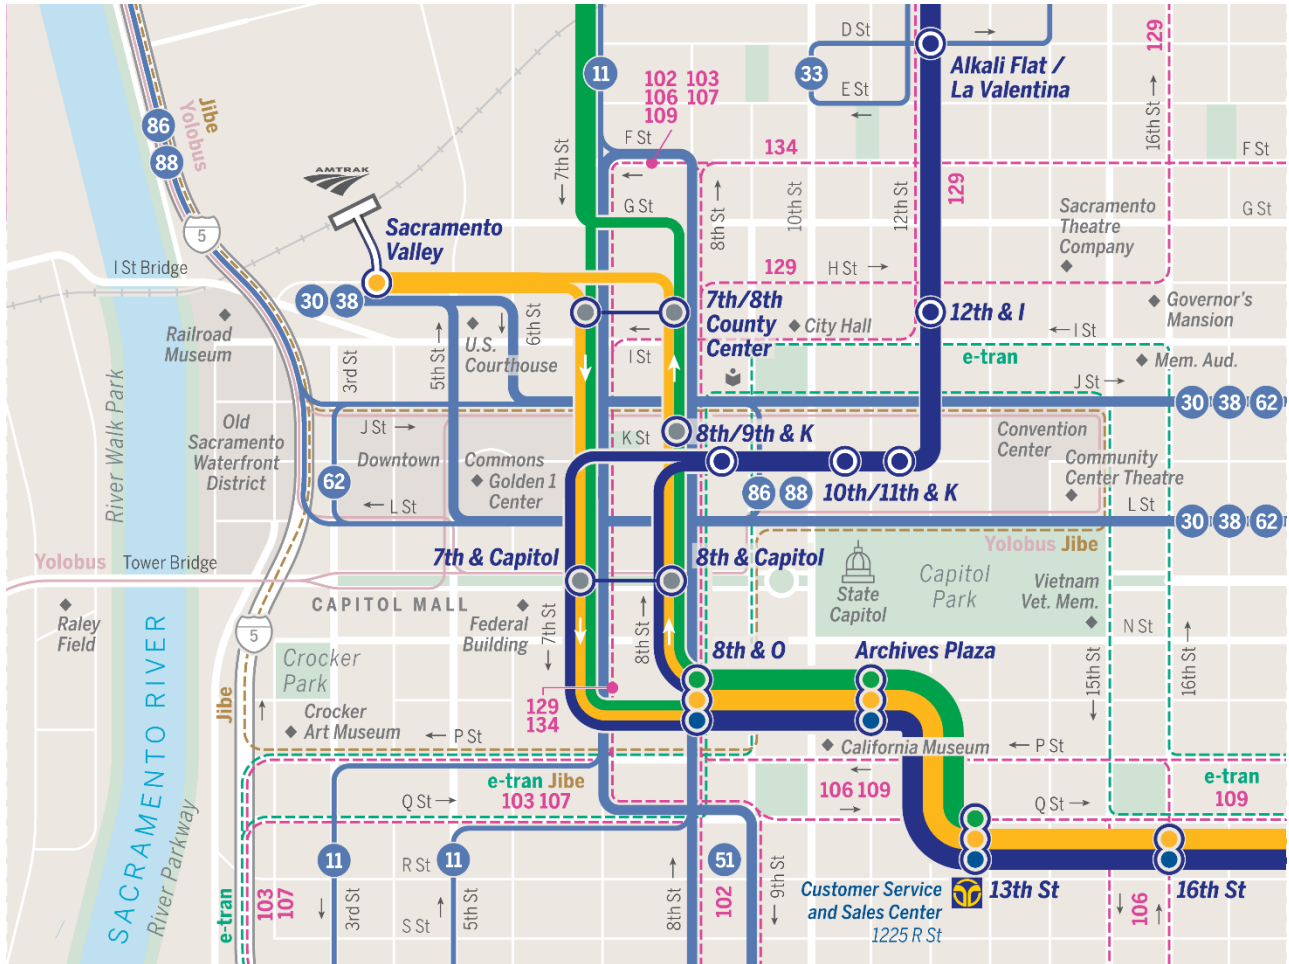 D St
11
102 103
106 107
109
33
129
Alkali Flat /
La Valentina
E St
86
88
Jibe
Yolobus
F St
134
7th St
16th St
F St
AMTRAK
5
G St
8th St
10th St
12th St
129
Sacramento
Theatre
Company
G St
Sacramento
Valley
I St Bridge
129
H St
30
38
Railroad
Museum
6th St
7th/8th
County
Center
City Hall
12th & I
Governor's
Mansion
U.S.
Courthouse
3rd St
5th St
I St
I St
e-tran
Mem. Aud.
J St
30
38
62
River Walk Park
Old
Sacramento
Waterfront
District
J St
Downtown
K St
8th/9th & K
Convention
Center
Commons
Golden 1
Center
62
86
88
10th/11th & K
Community
Center Theatre
L St
L St
30
38
62
Yolobus
Tower Bridge
7th & Capitol
8th & Capitol
Yolobus Jibe
State
Capitol
Capitol
Park
Vietnam
Vet. Mem.
Raley
Field
CAPITOL MALL
Federal
Building
7th St
8th St
N St
5
8th & O
Archives Plaza
Crocker
Park
15th St
16th St
SACRAMENTO RIVER
Jibe
Crocker
Art Museum
129
134
P St
California Museum
P St
e-tran Jibe
103 107
106 109
e-tran
109
Q St
Q St
River Parkway
11
11
R St
51
9th St
13th St
16th St
Customer Service
and Sales Center
1225 R St
e-tran
103
107
3rd St
S St
5th St
8th St
102
106